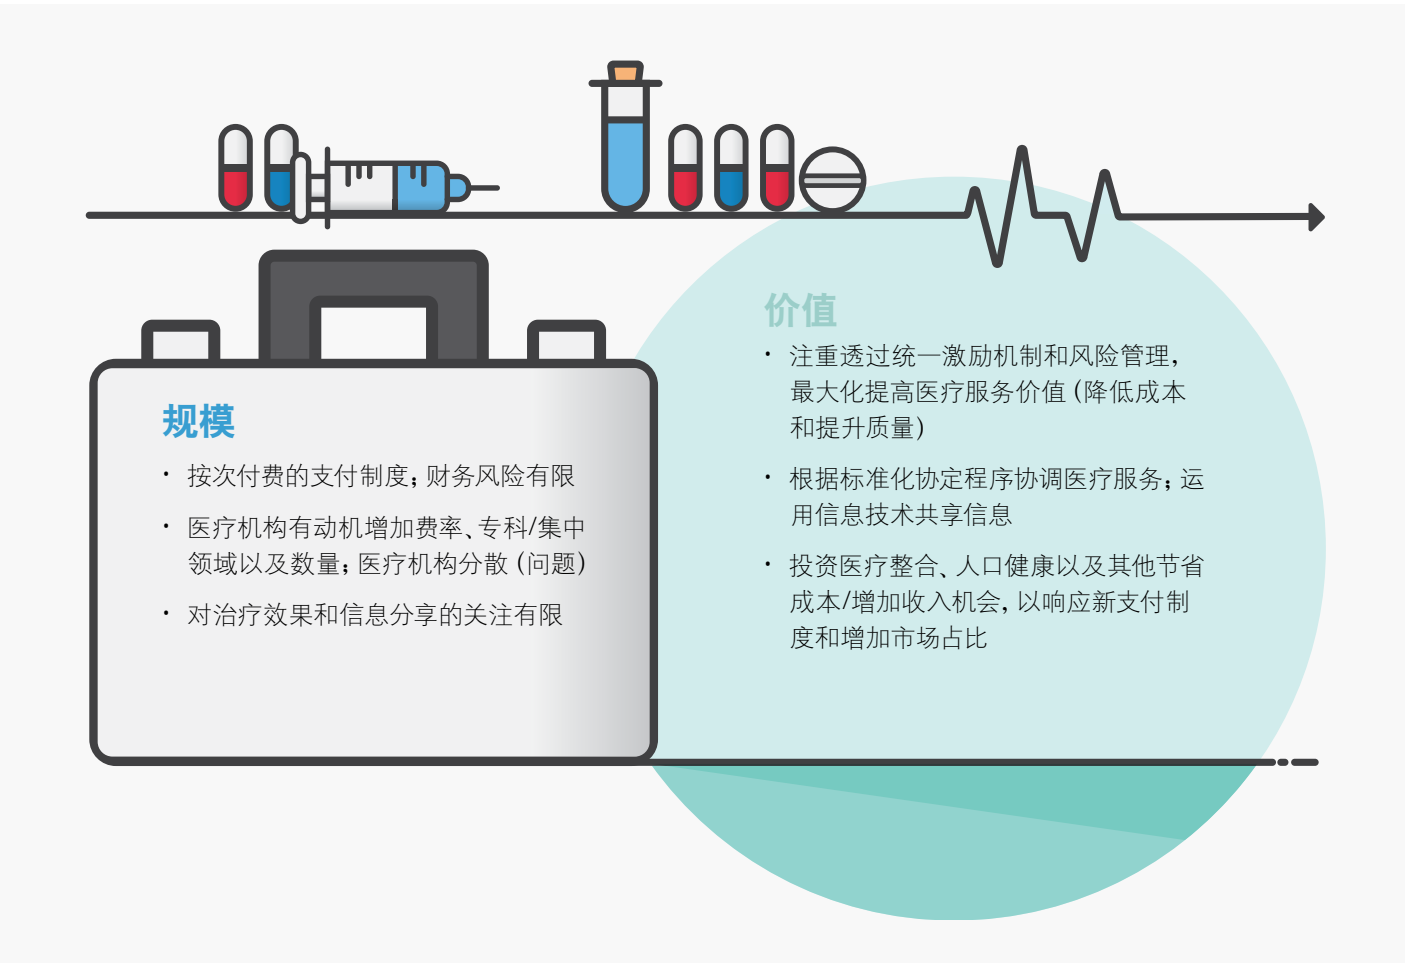 规模
· 按次付费的支付制度；财务风险有限
· 医疗机构有动机增加费率、专科/集中
领域以及数量；医疗机构分散（问题）
· 对治疗效果和信息分享的关注有限
价值
· 注重透过统一激励机制和风险管理，
最大化提高医疗服务价值（降低成本
和提升质量）
· 根据标准化协定程序协调医疗服务；运
用信息技术共享信息
· 投资医疗整合、人口健康以及其他节省
成本/增加收入机会，以响应新支付制
度和增加市场占比